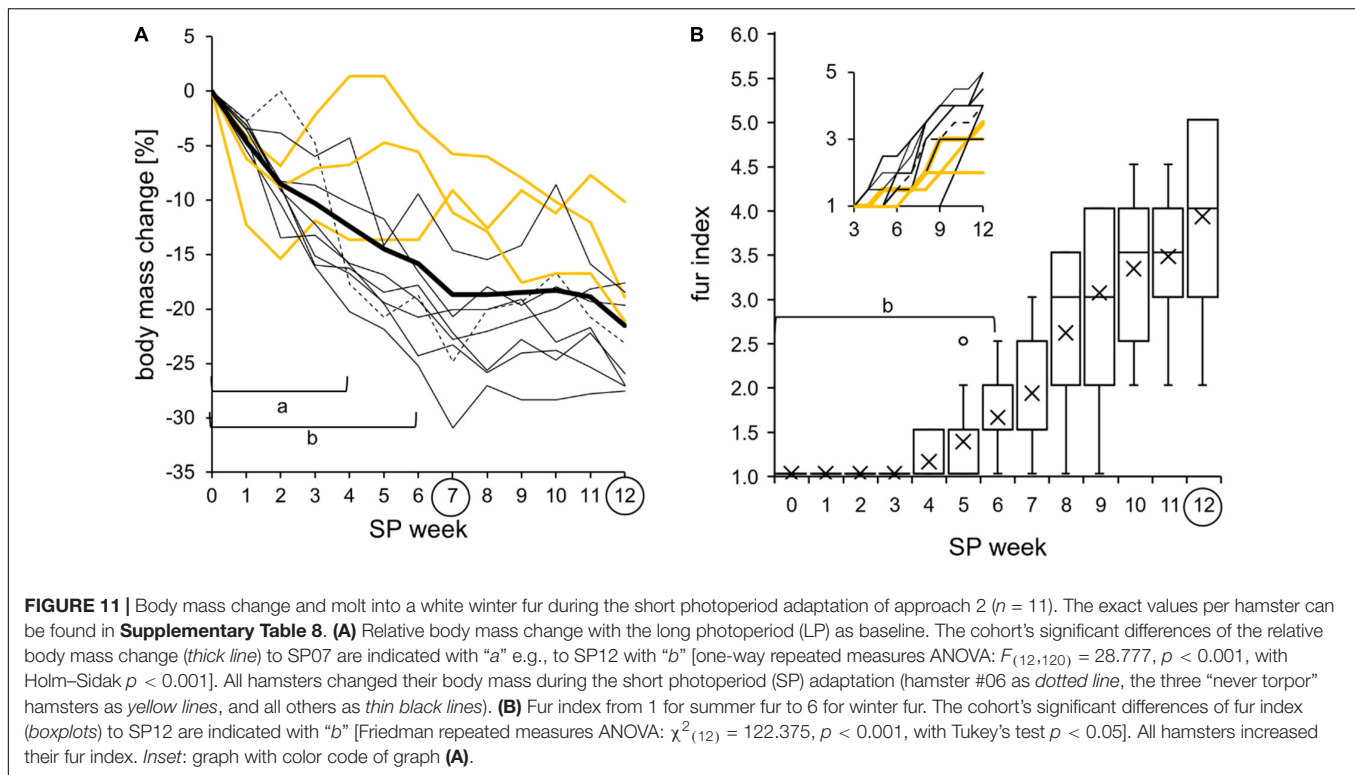 A
5
0
-5
-10
-15
-20
-25
-30
-35
body mass change [%]
a
b
0 1 2 3 4 5 6 7 8 9 10 11 12
SP week
B
6.0
5.5
5.0
4.5
4.0
3.5
3.0
2.5
2.0
1.5
1.0
fur index
5
3
1
3 6 9 12
b
0 1 2 3 4 5 6 7 8 9 10 11 12
SP week
FIGURE 11 | Body mass change and molt into a white winter fur during the short photoperiod adaptation of approach 2 (n = 11). The exact values per hamster can
be found in Supplementary Table 8. (A) Relative body mass change with the long photoperiod (LP) as baseline. The cohort's significant differences of the relative
body mass change (thick line) to SP07 are indicated with "a" e.g., to SP12 with "b" [one-way repeated measures ANOVA: F(12,120) = 28.777, p < 0.001, with
Holm–Sidak p < 0.001]. All hamsters changed their body mass during the short photoperiod (SP) adaptation (hamster #06 as dotted line, the three "never torpor"
hamsters as yellow lines, and all others as thin black lines). (B) Fur index from 1 for summer fur to 6 for winter fur. The cohort's significant differences of fur index
(boxplots) to SP12 are indicated with "b" [Friedman repeated measures ANOVA: χ²(12) = 122.375, p < 0.001, with Tukey's test p < 0.05]. All hamsters increased
their fur index. Inset: graph with color code of graph (A).